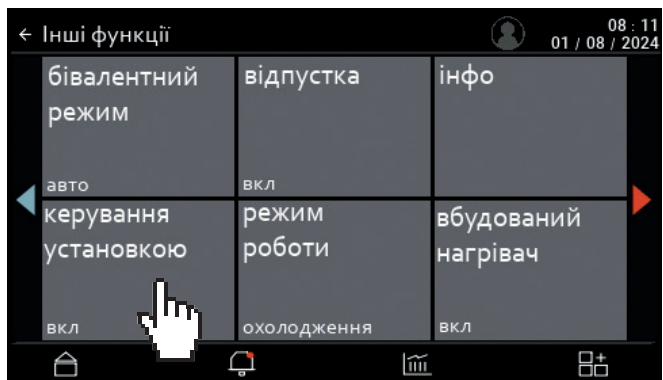 ← Інші функції
08 : 11
01 / 08 / 2024
бівалентний
режим
авто
відпустка
вкл
інфо
керування
установкою
вкл
режим
роботи
охолодження
вбудований
нагрівач
вкл